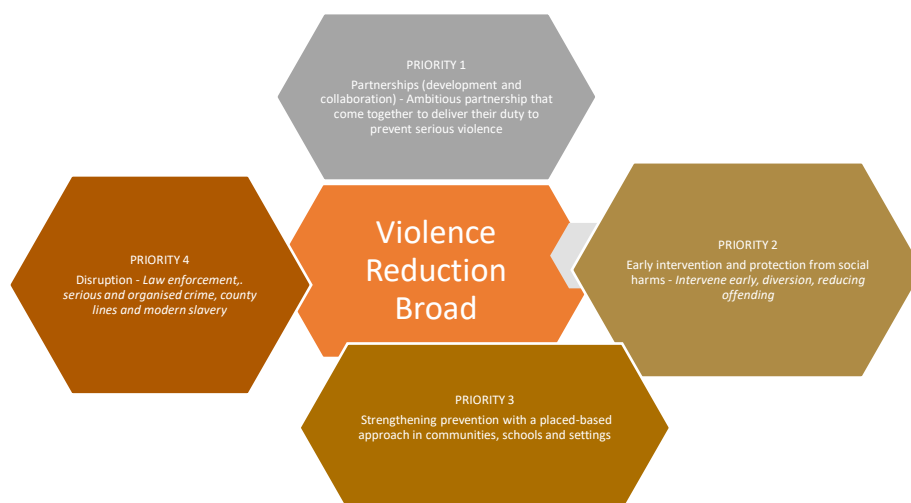 PRIORITY 1
Partnerships (development and
collaboration) - Ambitious partnership that
come together to deliver their duty to
prevent serious violence
Violence
Reduction
Broad
PRIORITY 2
Early intervention and protection from social
harms - Intervene early, diversion, reducing
offending
PRIORITY 4
Disruption - Law enforcement,.
serious and organised crime, county
lines and modern slavery
PRIORITY 3
Strengthening prevention with a placed-based
approach in communities, schools and settings